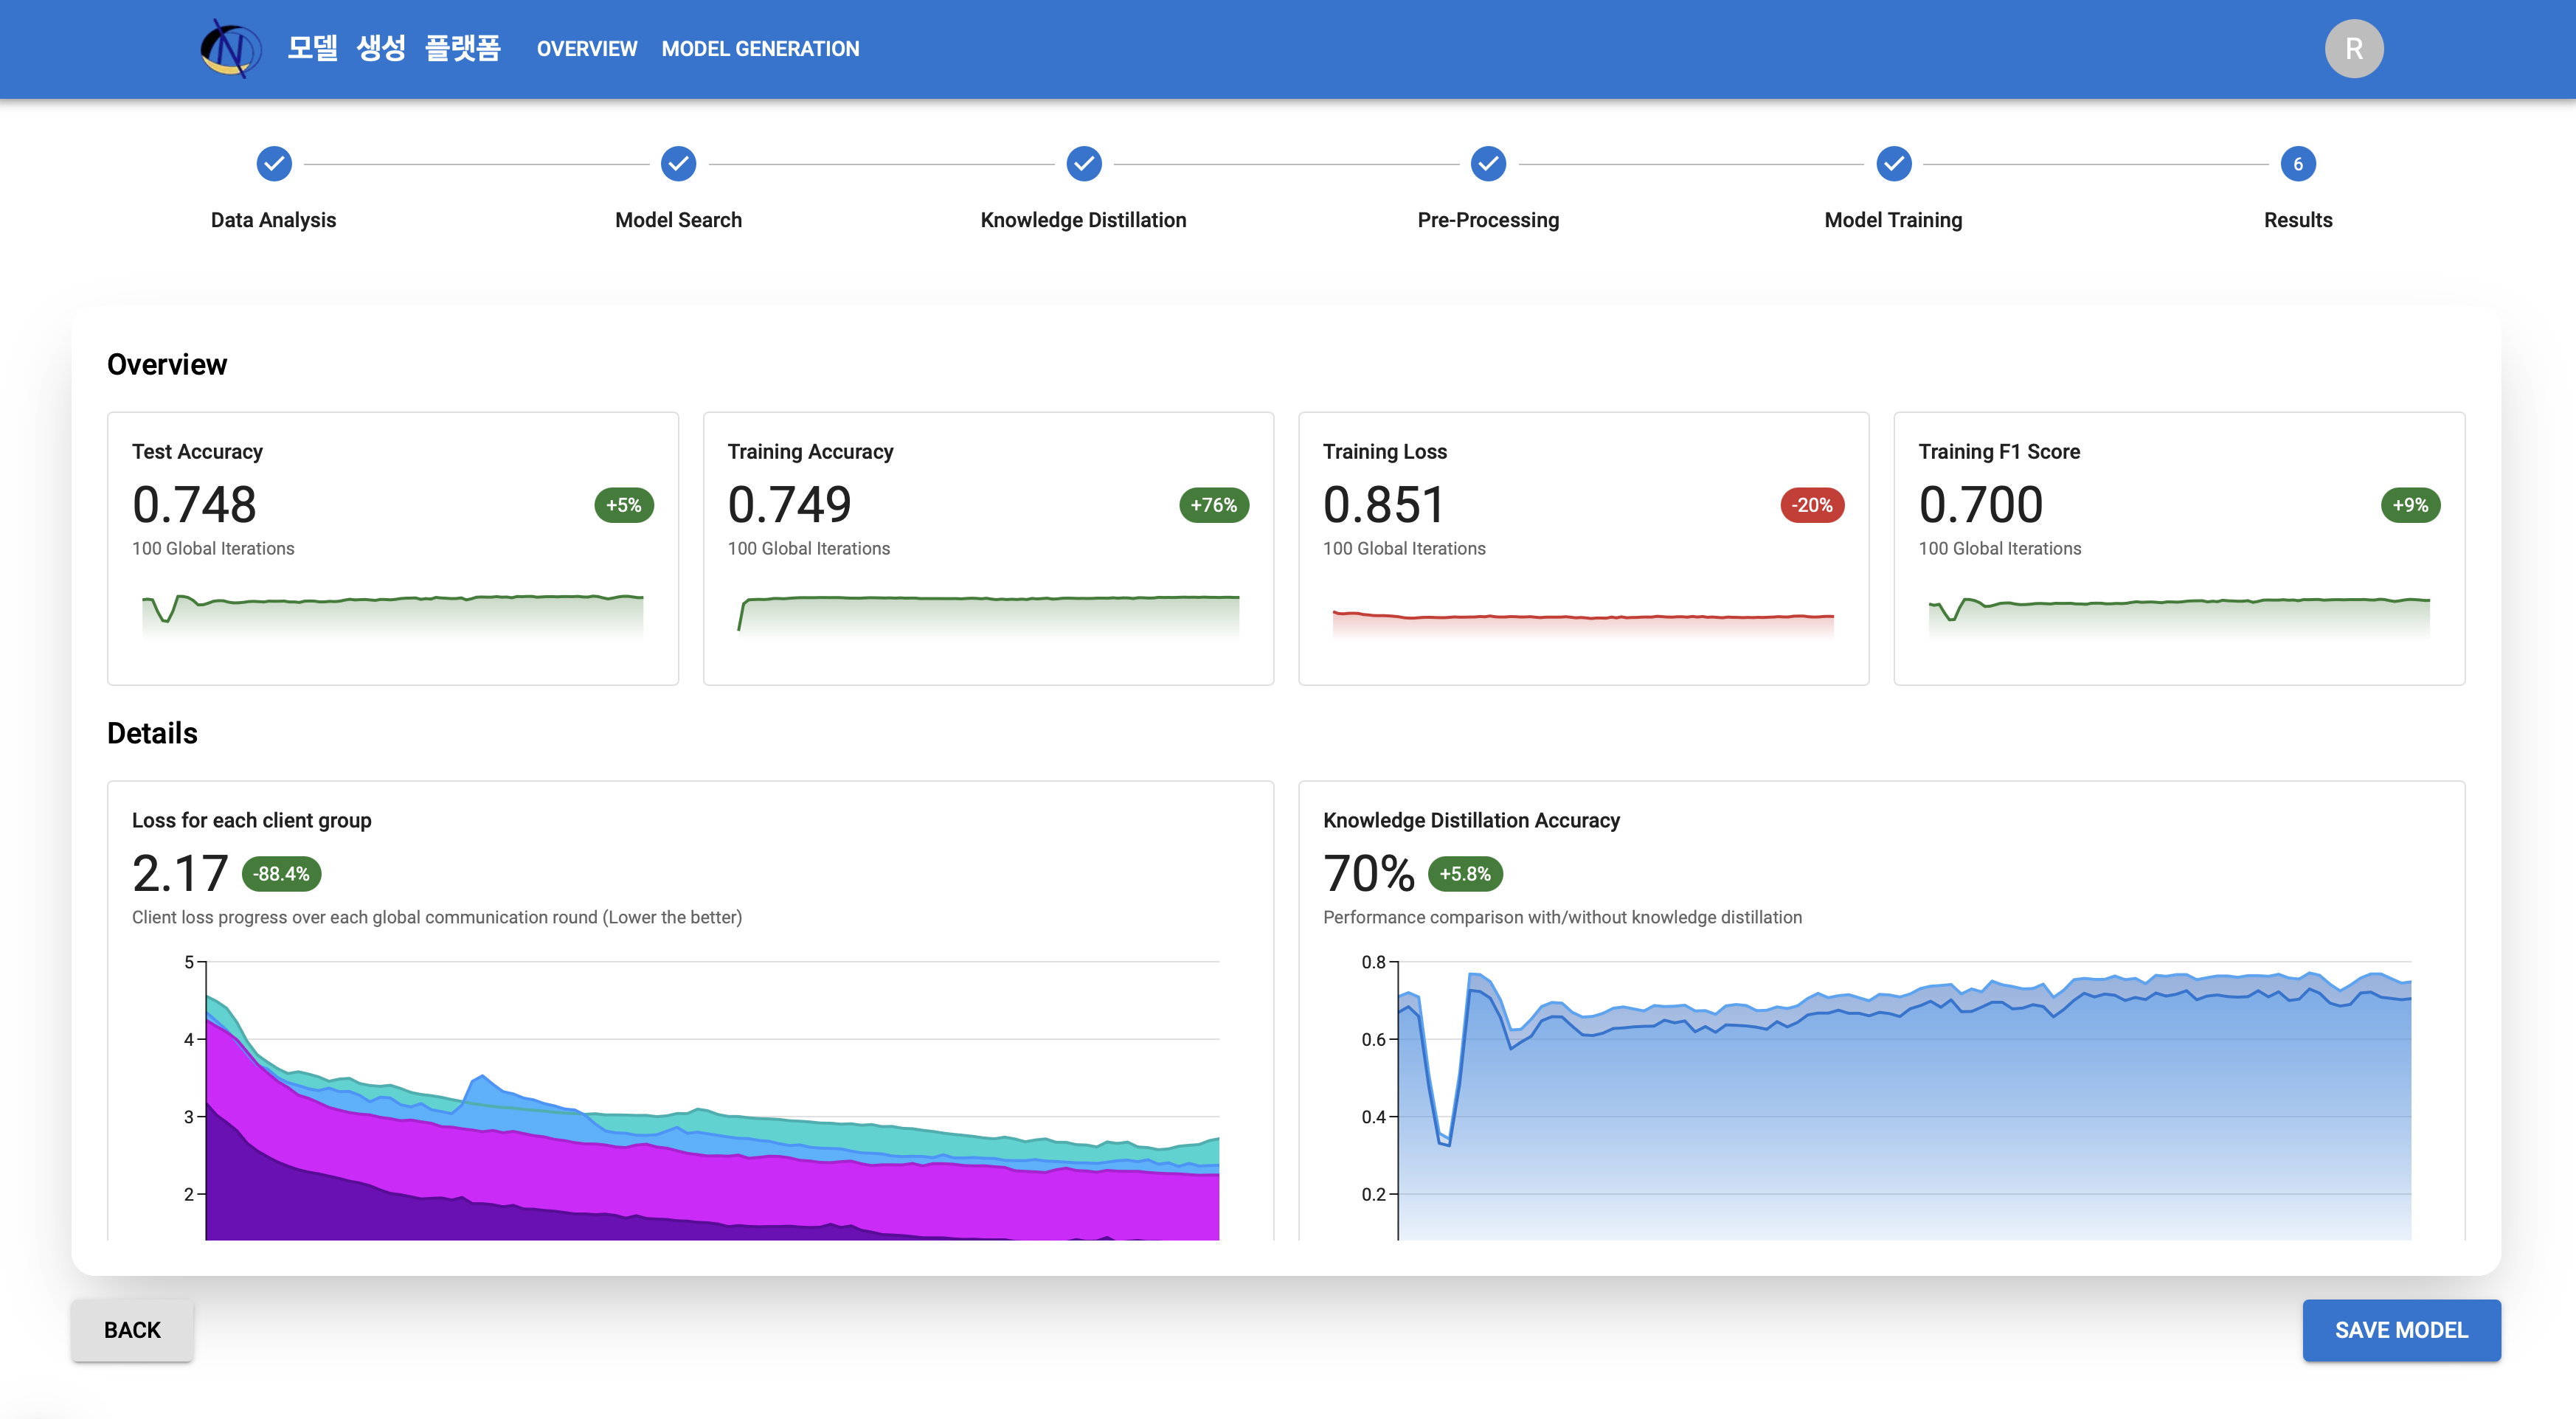 모델 생성 플랫폼 OVERVIEW MODEL GENERATION R
6
Data Analysis Model Search Knowledge Distillation Pre-Processing Model Training Results
Overview
Test Accuracy
0.748 +5%
100 Global Iterations
Training Accuracy
0.749 +76%
100 Global Iterations
Training Loss
0.851 -20%
100 Global Iterations
Training F1 Score
0.700 +9%
100 Global Iterations
Details
Loss for each client group
2.17 -88.4%
Client loss progress over each global communication round (Lower the better)
5
4
3
2
Knowledge Distillation Accuracy
70% +5.8%
Performance comparison with/without knowledge distillation
0.8
0.6
0.4
0.2
BACK SAVE MODEL